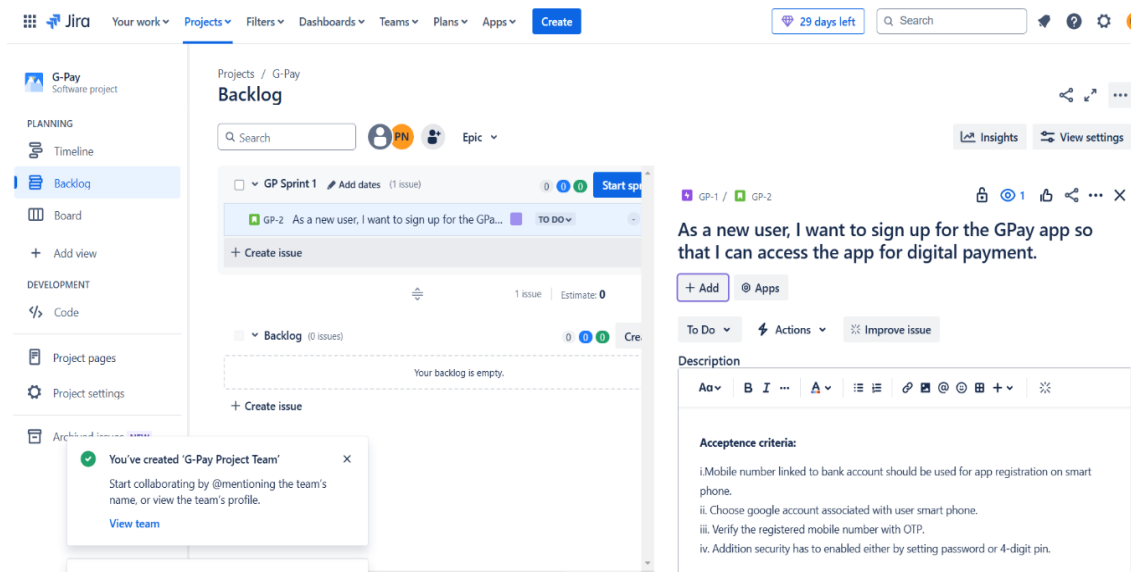 Jira
Your work
Projects
Filters
Dashboards
Teams
Plans
Apps
Create
29 days left
Search
G-Pay
Software project
PLANNING
Timeline
Backlog
Board
+ Add view
DEVELOPMENT
Code
Project pages
Project settings
Projects / G-Pay
Backlog
Search
PN
Epic
Insights
View settings
GP Sprint 1 Add dates (1 issue)
0 0 0
Start
GP-2 As a new user, I want to sign up for the GPa... TO DO -
+ Create issue
1 issue Estimate: 0
Backlog (0 issues)
0 0 0
Your backlog is empty.
+ Create issue
You've created 'G-Pay Project Team'
Start collaborating by @mentioning the team's
name, or view the team's profile.
View team
GP-1 / GP-2
1
As a new user, I want to sign up for the GPay app so
that I can access the app for digital payment.
+ Add
Apps
To Do
Actions
Improve issue
Description
Aa B I ... A @ +
Acceptence criteria:
i.Mobile number linked to bank account should be used for app registration on smart
phone.
ii. Choose google account associated with user smart phone.
iii. Verify the registered mobile number with OTP.
iv. Addition security has to enabled either by setting password or 4-digit pin.